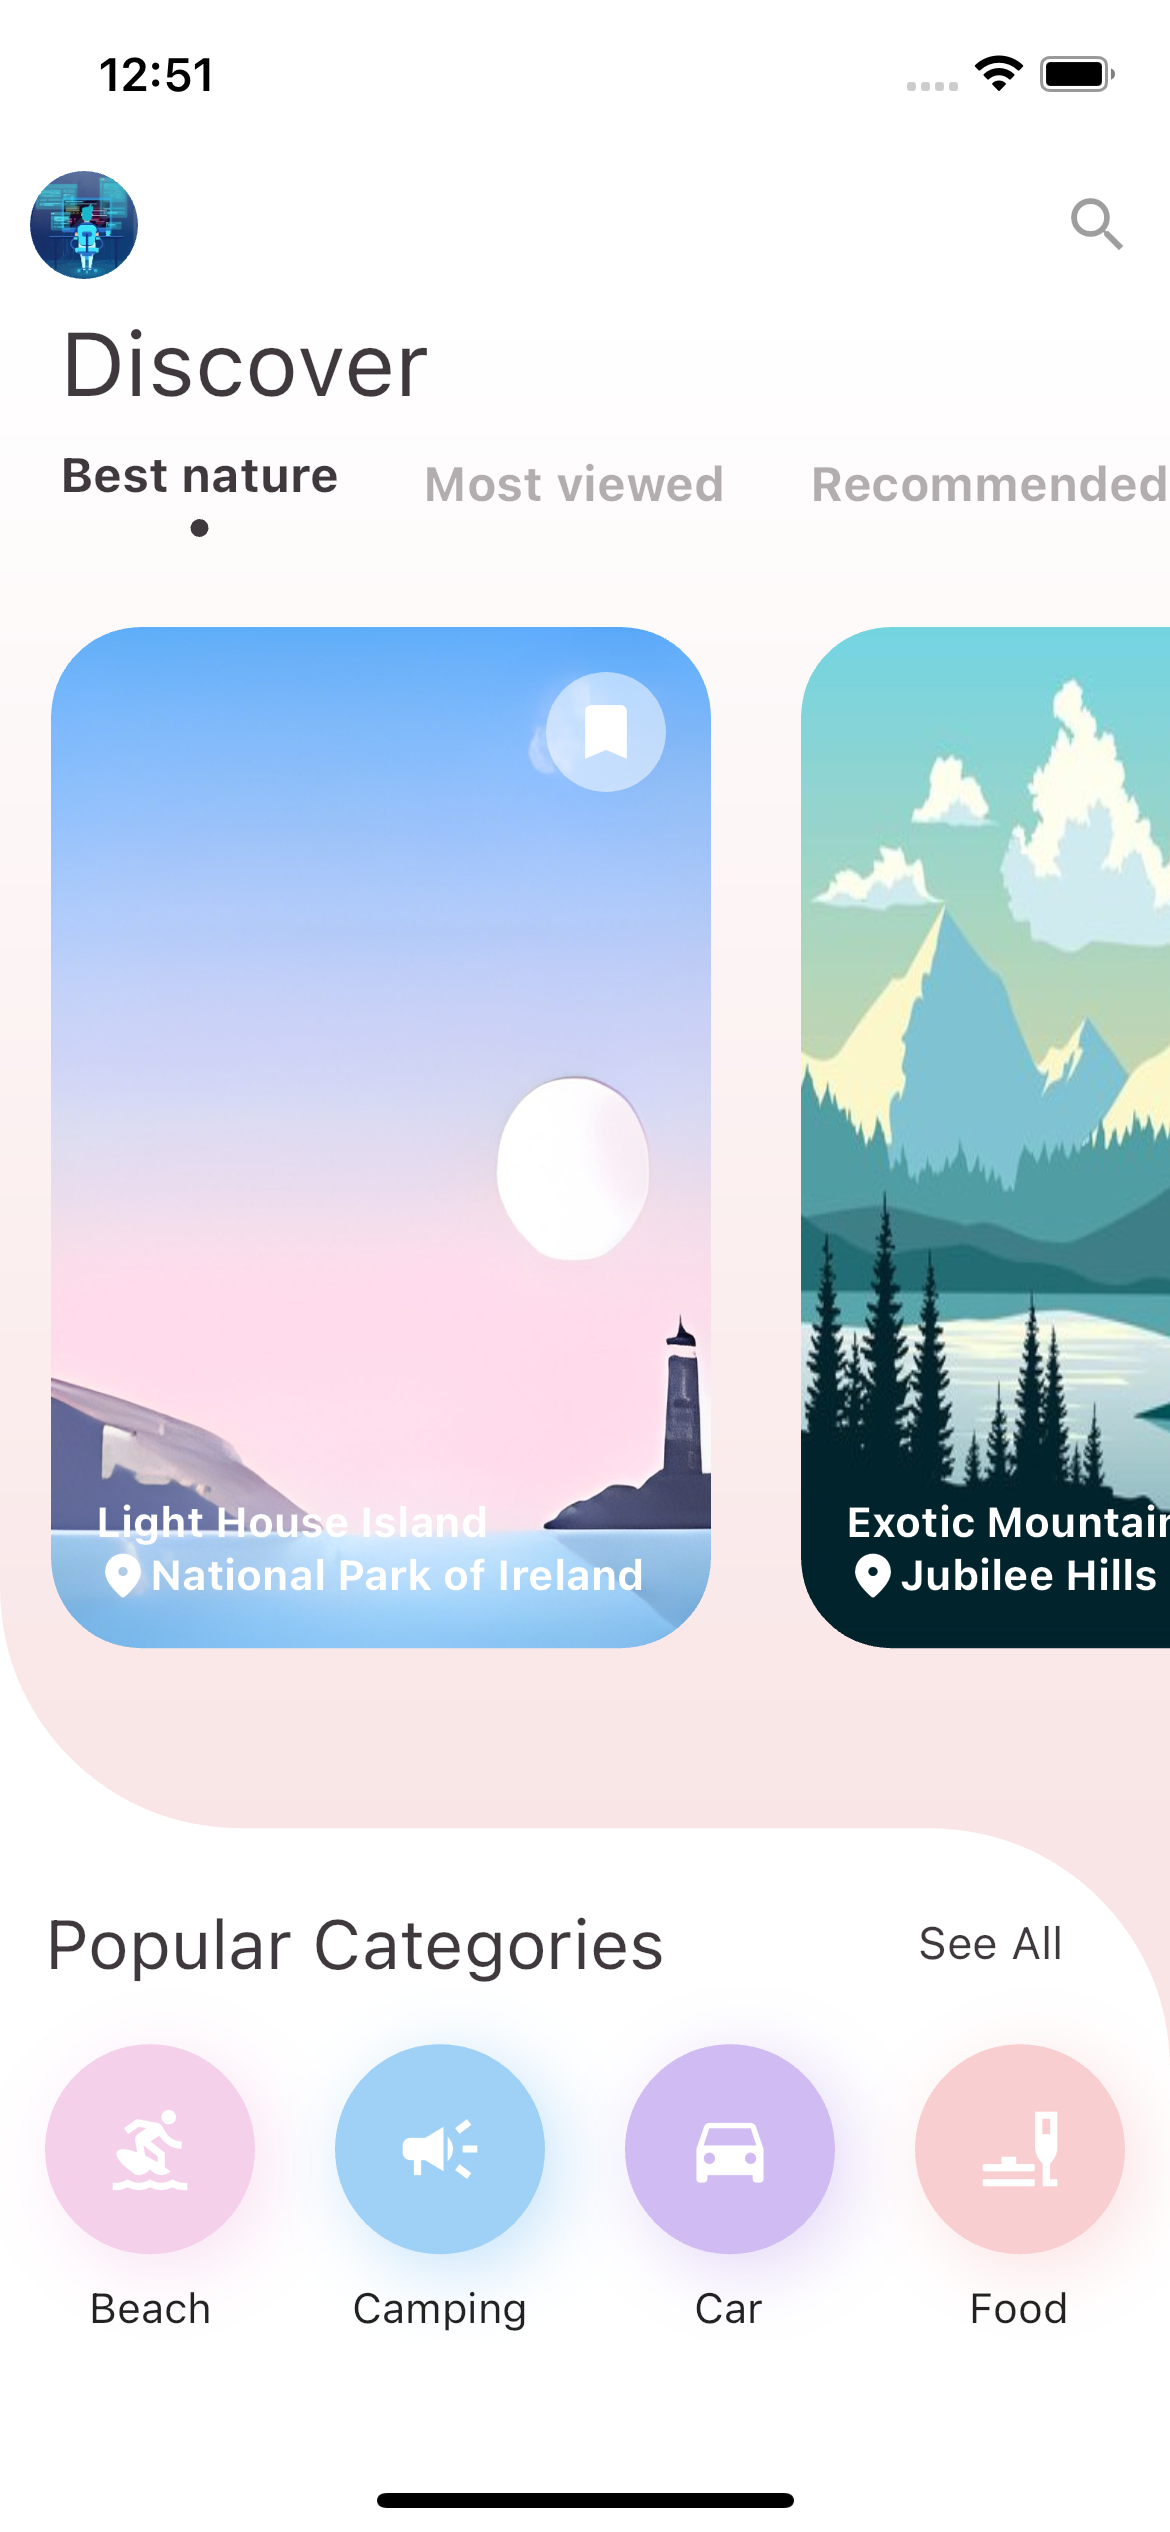 12:51
Discover
Best nature
Most viewed
Recommended
Light House Island
National Park of Ireland
Exotic Mountain
Jubilee Hills
Popular Categories
See All
Beach
Camping
Car
Food